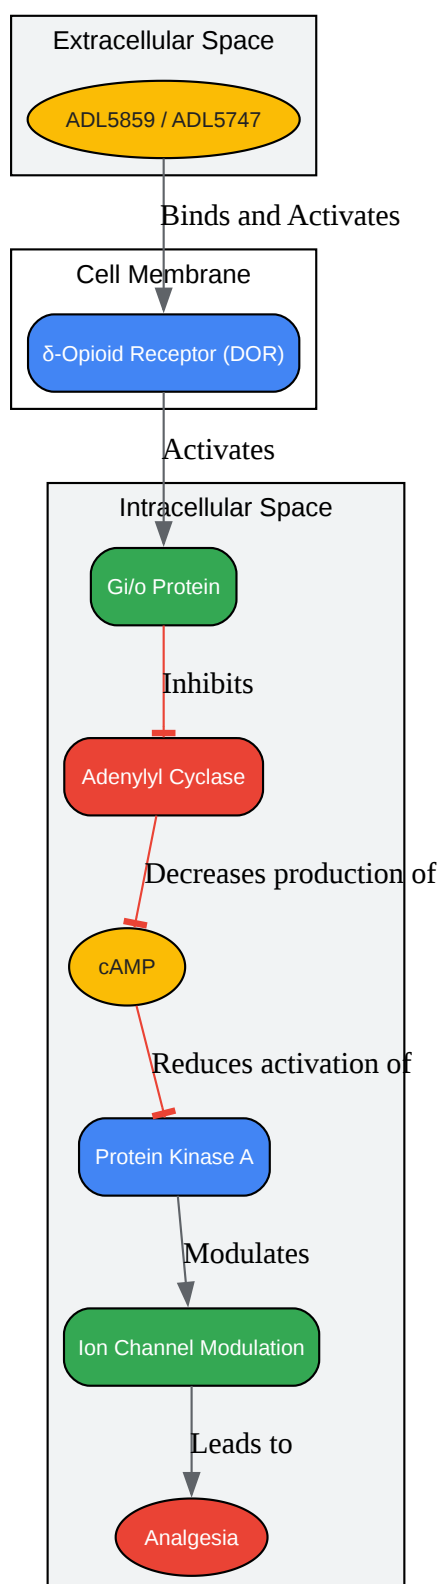 Extracellular Space
ADL5859 / ADL5747
Binds and Activates
Cell Membrane
δ-Opioid Receptor (DOR)
Activates
Intracellular Space
Gi/o Protein
Inhibits
Adenylyl Cyclase
Decreases production of
cAMP
Reduces activation of
Protein Kinase A
Modulates
Ion Channel Modulation
Leads to
Analgesia